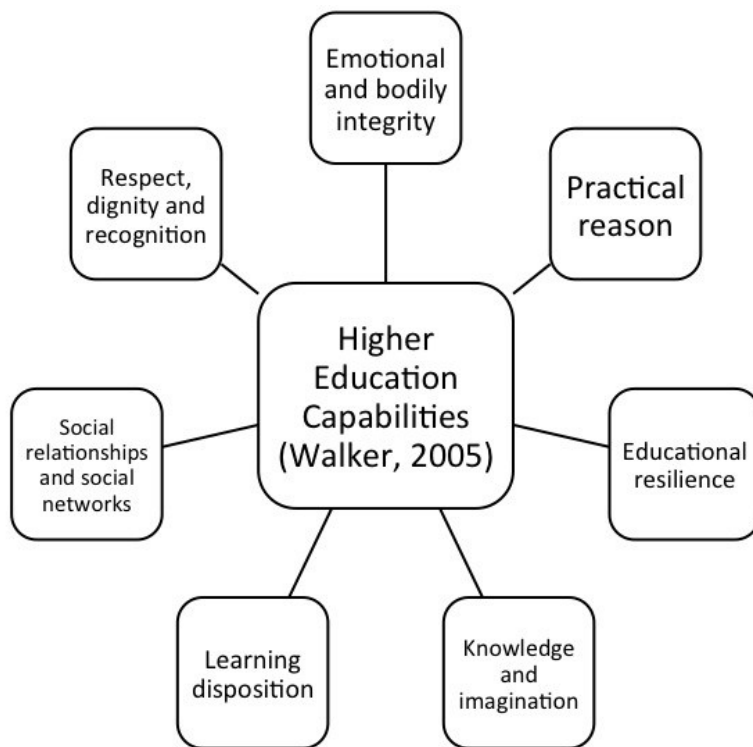 Emotional
and bodily
integrity
Practical
reason
Educational
resilience
Knowledge
and
imagination
Learning
disposition
Social
relationships
and social
networks
Respect,
dignity and
recognition
Higher
Education
Capabilities
(Walker, 2005)